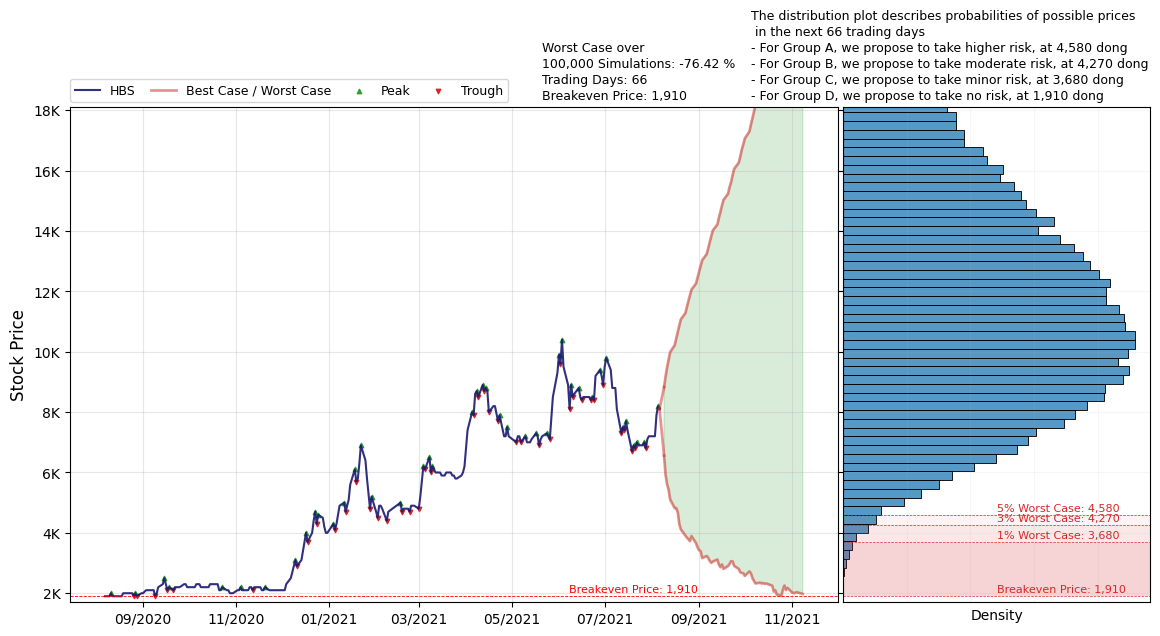 The distribution plot describes probabilities of possible prices
in the next 66 trading days
- For Group A, we propose to take higher risk, at 4,580 dong
- For Group B, we propose to take moderate risk, at 4,270 dong
- For Group C, we propose to take minor risk, at 3,680 dong
- For Group D, we propose to take no risk, at 1,910 dong
Worst Case over
100,000 Simulations: -76.42 %
Trading Days: 66
Breakeven Price: 1,910
HBS
Best Case / Worst Case
Peak
Trough
Stock Price
18K
16K
14K
12K
10K
8K
6K
4K
2K
Breakeven Price: 1,910
09/2020
11/2020
01/2021
03/2021
05/2021
07/2021
09/2021
11/2021
5% Worst Case: 4,580
3% Worst Case: 4,270
1% Worst Case: 3,680
Breakeven Price: 1,910
Density